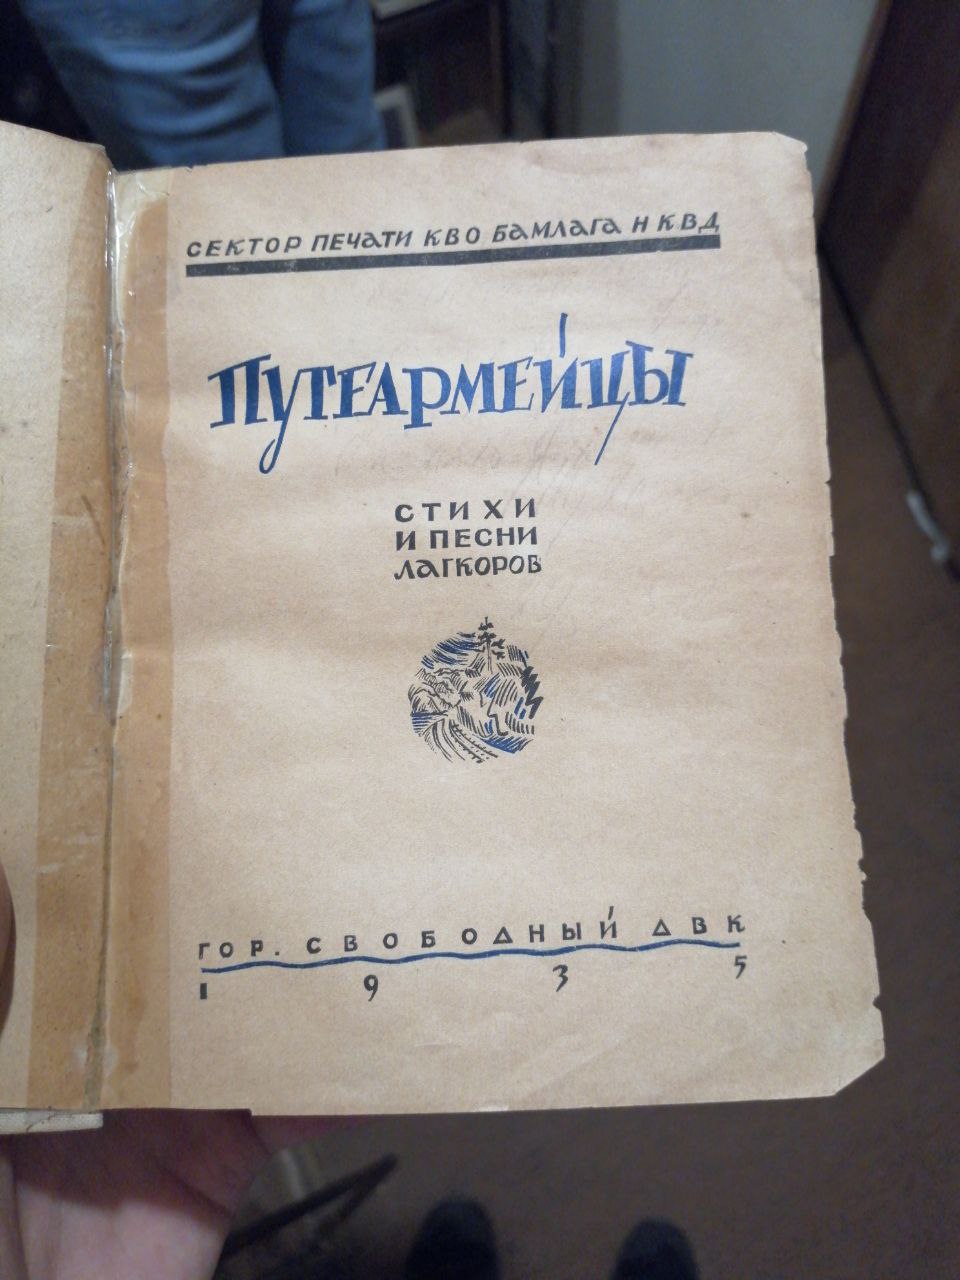 СЕКТОР ПЕЧАТИ КВО БАМЛАГА НКВД
ПУТЕАРМЕЙЦЫ
СТИХИ
И ПЕСНИ
ЛАГКОРОВ
ГОР. СВОБОДНЫЙ ДВК
1935